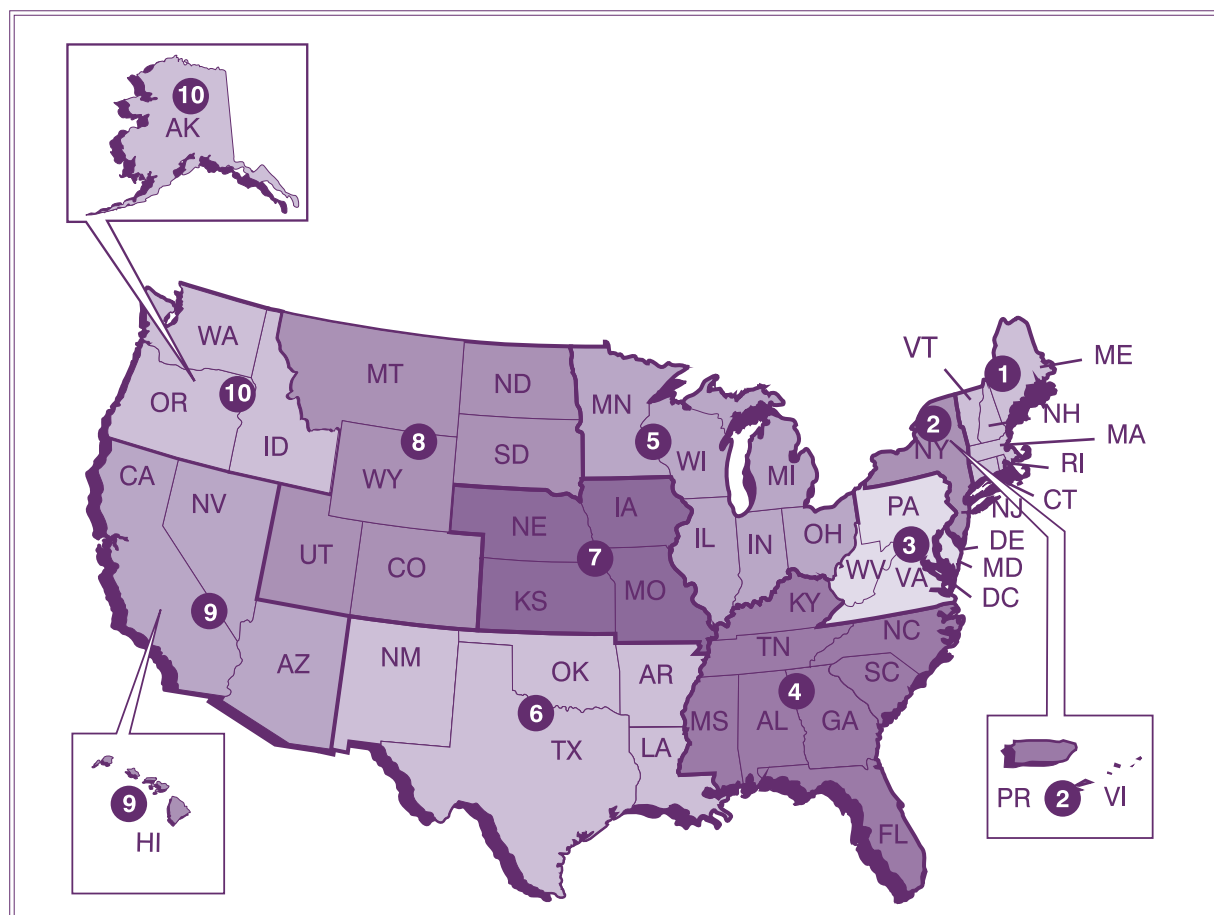 10
AK
WA
OR
10
ID
MT
ND
8
SD
WY
MN
5
WI
MI
VT
1
ME
2
NH
NY
MA
RI
CT
NJ
CA
NV
UT
CO
NE
IA
7
KS
MO
IL
IN
OH
PA
3
WV
VA
DE
MD
DC
9
AZ
NM
OK
AR
6
TX
LA
KY
TN
NC
SC
4
MS
AL
GA
FL
9
HI
PR
2
VI